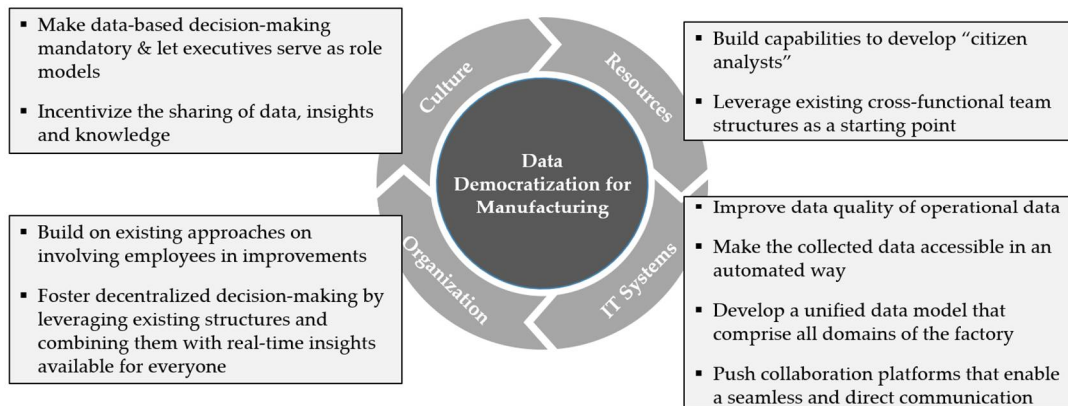 ▪ Make data-based decision-making
mandatory & let executives serve as role
models
▪ Incentivize the sharing of data, insights
and knowledge
Culture
Resources
▪ Build capabilities to develop “citizen
analysts”
▪ Leverage existing cross-functional team
structures as a starting point
Data
Democratization for
Manufacturing
▪ Build on existing approaches on
involving employees in improvements
▪ Foster decentralized decision-making by
leveraging existing structures and
combining them with real-time insights
available for everyone
Organization
IT Systems
▪ Improve data quality of operational data
▪ Make the collected data accessible in an
automated way
▪ Develop a unified data model that
comprise all domains of the factory
▪ Push collaboration platforms that enable
a seamless and direct communication